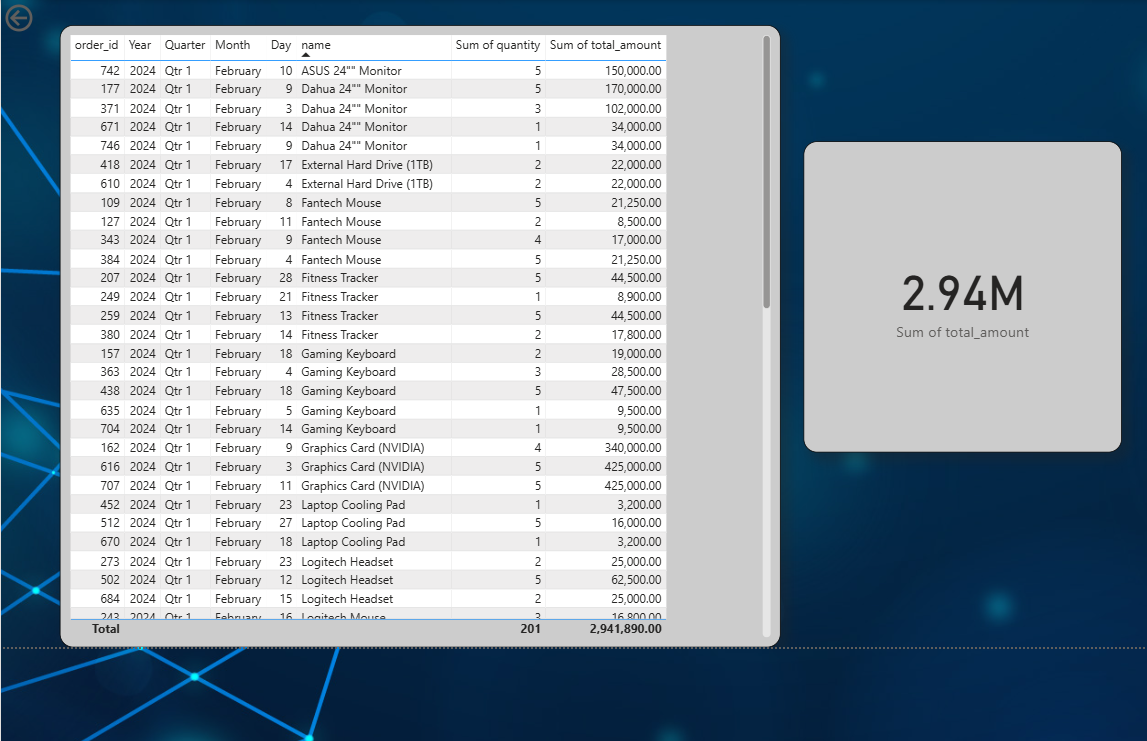 order_id Year Quarter Month Day name Sum of quantity Sum of total_amount
742 2024 Qtr 1 February 10 ASUS 24"" Monitor 5 150,000.00
177 2024 Qtr 1 February 9 Dahua 24"" Monitor 5 170,000.00
371 2024 Qtr 1 February 3 Dahua 24"" Monitor 3 102,000.00
671 2024 Qtr 1 February 14 Dahua 24"" Monitor 1 34,000.00
746 2024 Qtr 1 February 9 Dahua 24"" Monitor 1 34,000.00
418 2024 Qtr 1 February 17 External Hard Drive (1TB) 2 22,000.00
610 2024 Qtr 1 February 4 External Hard Drive (1TB) 2 22,000.00
109 2024 Qtr 1 February 8 Fantech Mouse 5 21,250.00
127 2024 Qtr 1 February 11 Fantech Mouse 2 8,500.00
343 2024 Qtr 1 February 9 Fantech Mouse 4 17,000.00
384 2024 Qtr 1 February 4 Fantech Mouse 5 21,250.00
207 2024 Qtr 1 February 28 Fitness Tracker 5 44,500.00
249 2024 Qtr 1 February 21 Fitness Tracker 1 8,900.00
259 2024 Qtr 1 February 13 Fitness Tracker 5 44,500.00
380 2024 Qtr 1 February 14 Fitness Tracker 2 17,800.00
157 2024 Qtr 1 February 18 Gaming Keyboard 2 19,000.00
363 2024 Qtr 1 February 4 Gaming Keyboard 3 28,500.00
438 2024 Qtr 1 February 18 Gaming Keyboard 5 47,500.00
635 2024 Qtr 1 February 5 Gaming Keyboard 1 9,500.00
704 2024 Qtr 1 February 14 Gaming Keyboard 1 9,500.00
162 2024 Qtr 1 February 9 Graphics Card (NVIDIA) 4 340,000.00
616 2024 Qtr 1 February 3 Graphics Card (NVIDIA) 5 425,000.00
707 2024 Qtr 1 February 11 Graphics Card (NVIDIA) 5 425,000.00
452 2024 Qtr 1 February 23 Laptop Cooling Pad 1 3,200.00
512 2024 Qtr 1 February 27 Laptop Cooling Pad 5 16,000.00
670 2024 Qtr 1 February 18 Laptop Cooling Pad 1 3,200.00
273 2024 Qtr 1 February 23 Logitech Headset 2 25,000.00
502 2024 Qtr 1 February 12 Logitech Headset 5 62,500.00
684 2024 Qtr 1 February 15 Logitech Headset 2 25,000.00
243 2024 Qtr 1 February 16 Logitech Mouse 3 16,800.00
Total 201 2,941,890.00
2.94M
Sum of total_amount